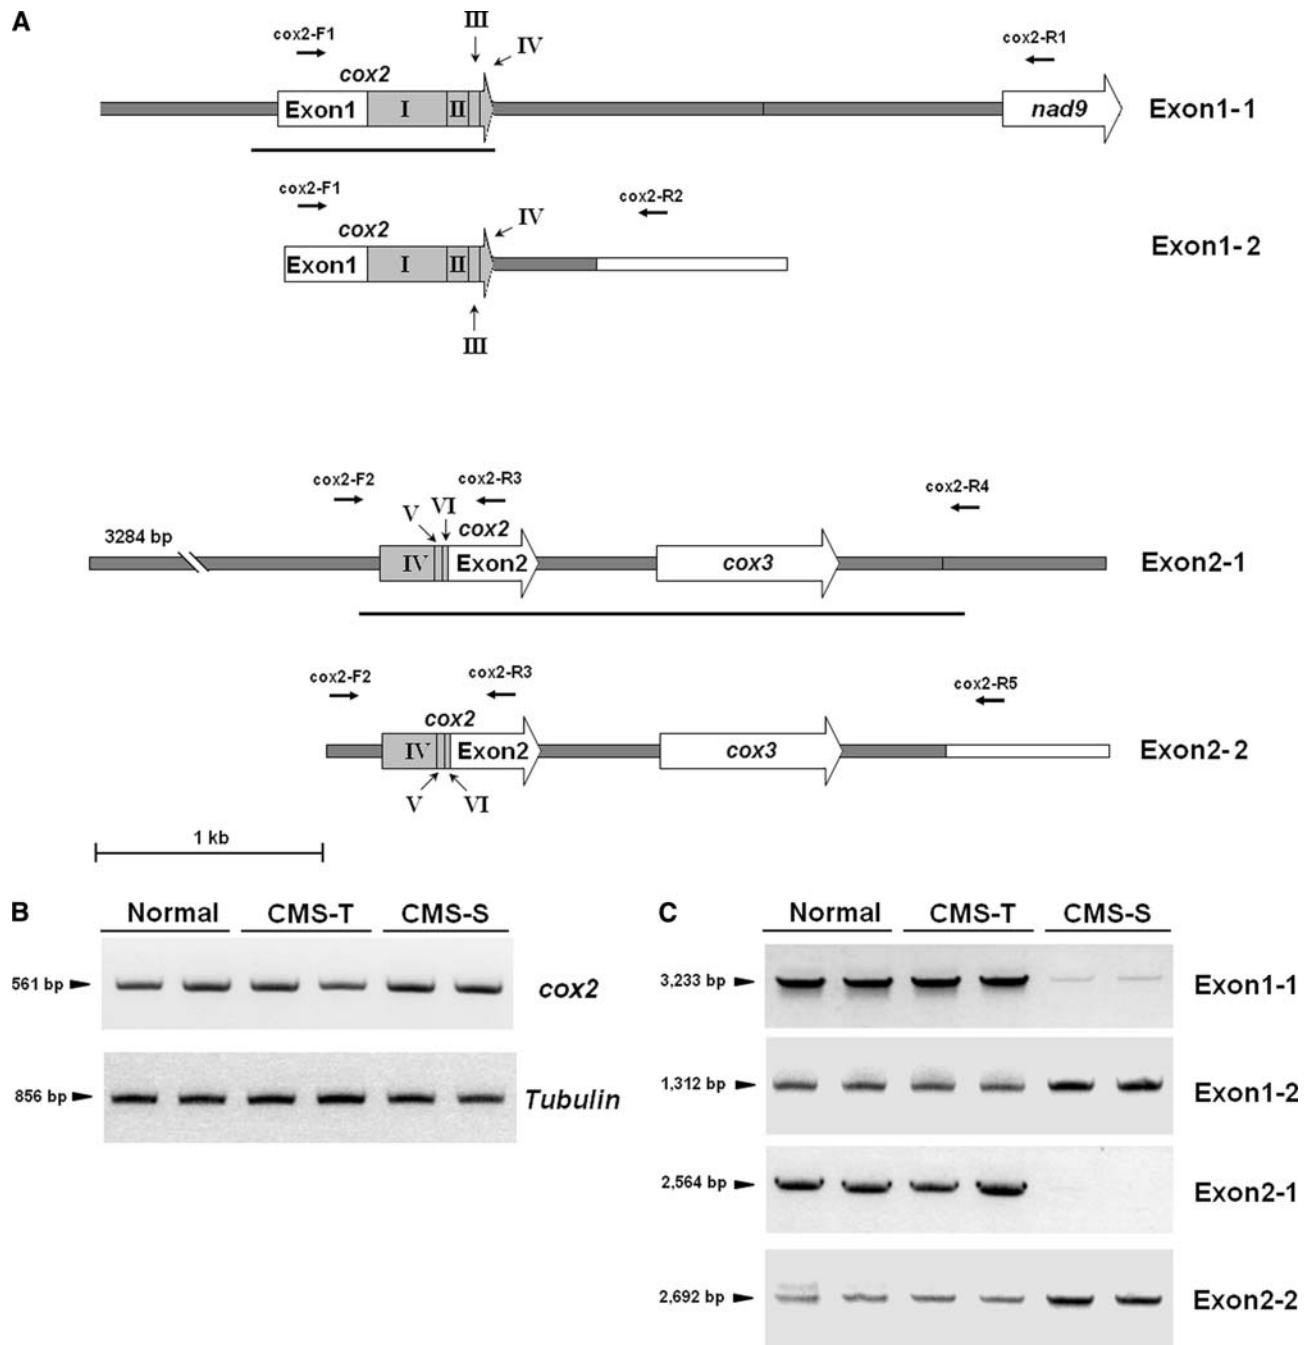 A
cox2-F1
III
IV
cox2-R1
cox2
Exon1
I
II
nad9
Exon1-1
cox2-F1
cox2-R2
IV
cox2
Exon1
I
II
Exon1-2
III
cox2-F2
cox2-R3
cox2-R4
V
VI
cox2
3284 bp
IV
Exon2
cox3
Exon2-1
cox2-F2
cox2-R3
cox2-R5
cox2
IV
Exon2
cox3
Exon2-2
V
VI
1 kb
B
Normal
CMS-T
CMS-S
561 bp
cox2
856 bp
Tubulin
C
Normal
CMS-T
CMS-S
3,233 bp
Exon1-1
1,312 bp
Exon1-2
2,564 bp
Exon2-1
2,692 bp
Exon2-2